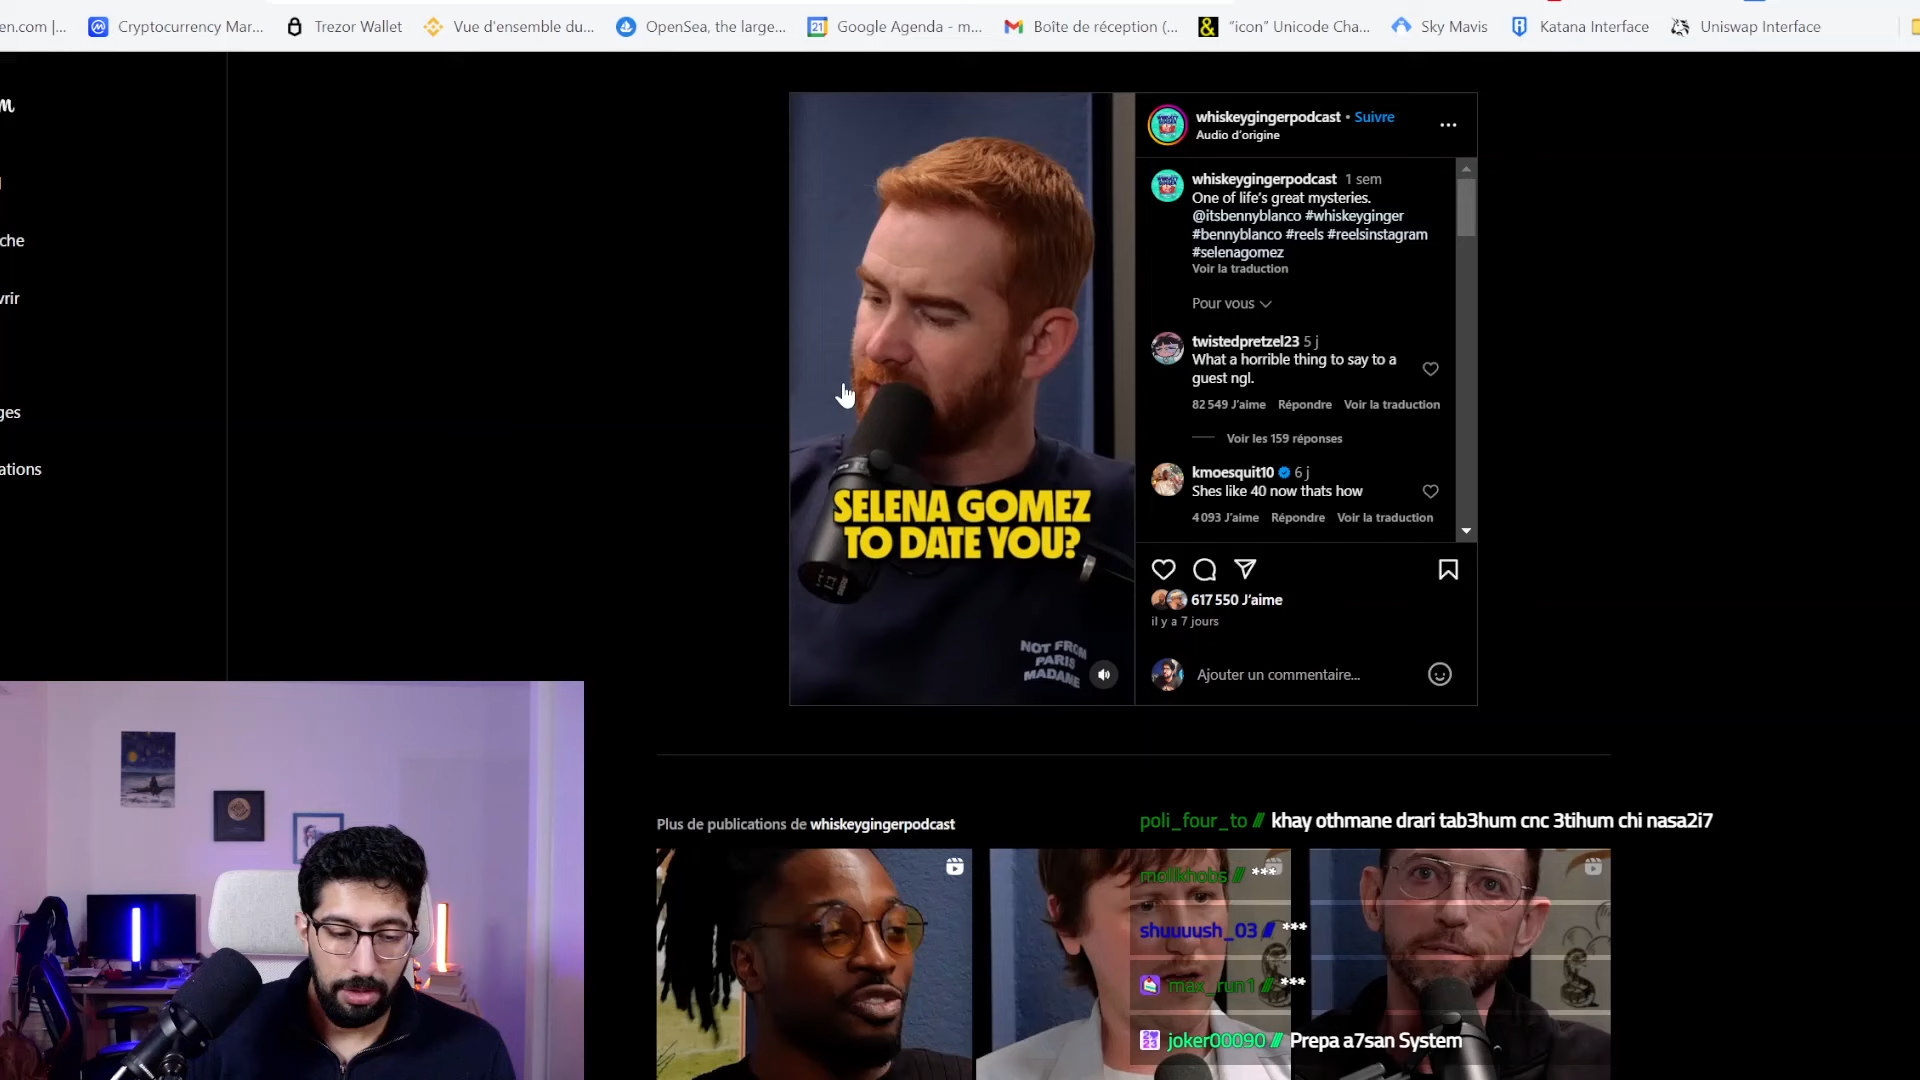 en.com |...
Cryptocurrency Mar...
Trezor Wallet
Vue d'ensemble du...
OpenSea, the large...
Google Agenda - m...
Boîte de réception (...
"icon" Unicode Cha...
Sky Mavis
Katana Interface
Uniswap Interface
m
che
vrir
ges
ations
whiskeygingerpodcast • Suivre
Audio d'origine
whiskeygingerpodcast 1 sem
One of life's great mysteries.
@itsbennyblanco #whiskeyginger
#bennyblanco #reels #reelsinstagram
#selenagomez
Voir la traduction
Pour vous
twistedpretzel23 5 j
What a horrible thing to say to a
guest ngl.
82 549 J'aime Répondre Voir la traduction
Voir les 159 réponses
kmoesquit10 6 j
Shes like 40 now thats how
4 093 J'aime Répondre Voir la traduction
617 550 J'aime
il y a 7 jours
Ajouter un commentaire...
SELENA GOMEZ
TO DATE YOU?
NOT FROM
PARIS
MADAME
Plus de publications de whiskeygingerpodcast
poli_four_to // khay othmane drari tab3hum cnc 3tihum chi nasa2i7
mollkhobs // ***
shuuuush_03 // ***
max_run1 // ***
joker00090 // Prepa a7san System